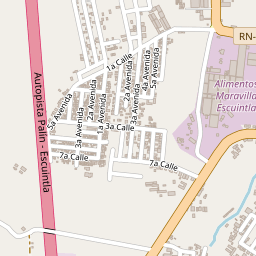 1a Calle
RN-
5a Avenida
2a Avenida
4a Avenida
5a Avenida
Alimentos
Maravilla
Escuintla
Autopista Palín - Escuintla
3a Avenida
2a Avenida
3a Calle
3a Avenida
5a Avenida
7a Calle
7a Calle